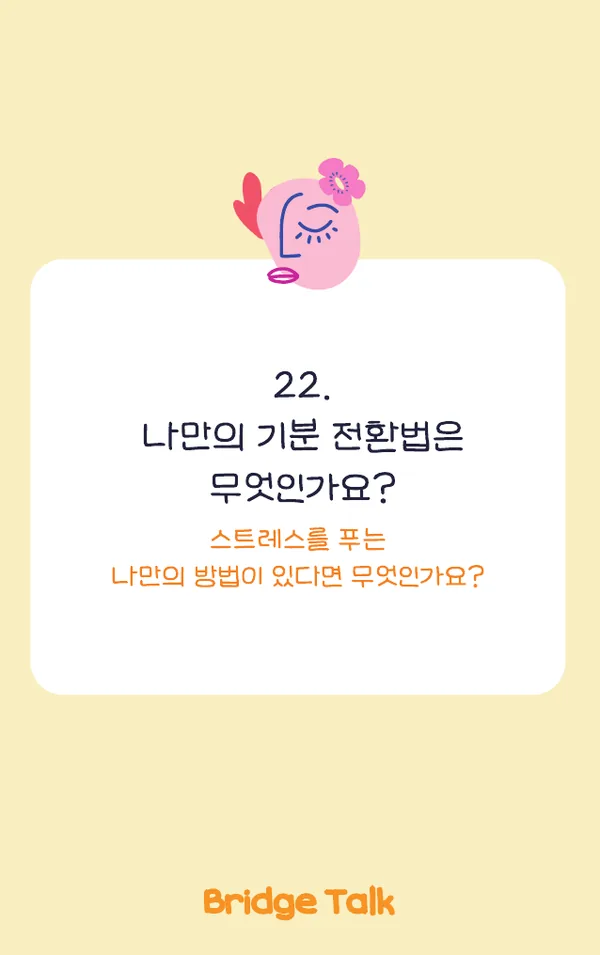 22.
나만의 기분 전환법은
무엇인가요?
스트레스를 푸는
나만의 방법이 있다면 무엇인가요?
Bridge Talk